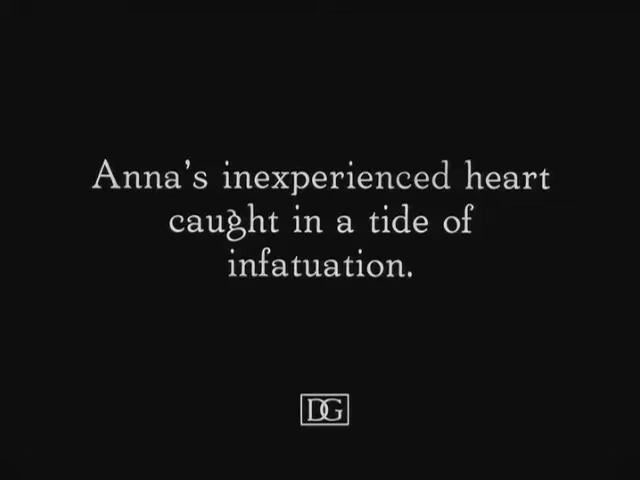 Anna's inexperienced heart
caught in a tide of
infatuation.
DG